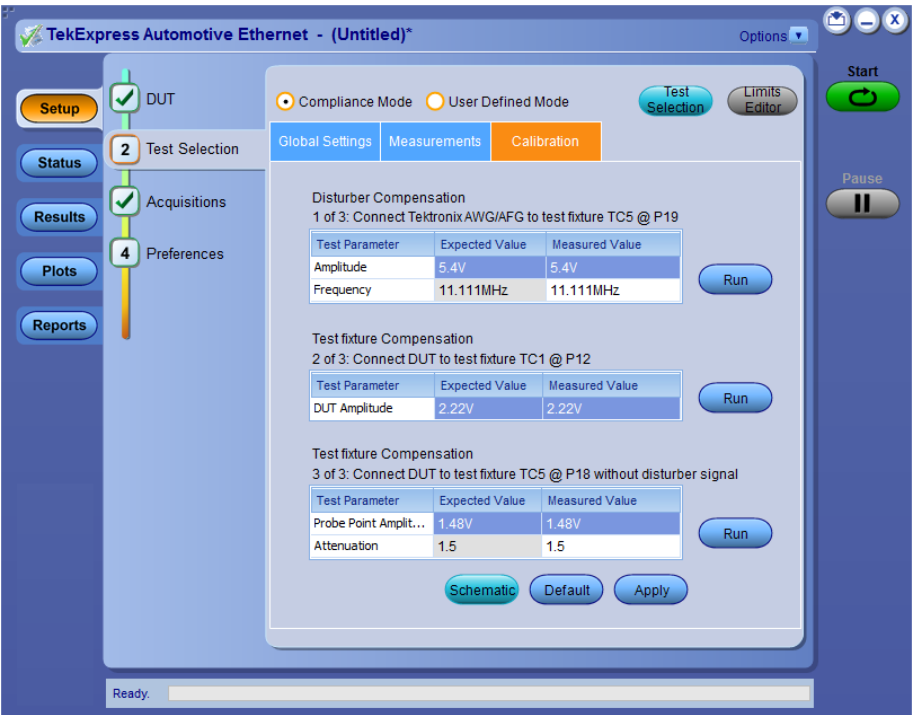 TekExpress Automotive Ethernet - (Untitled)*
Options
X
Setup
Status
Results
Plots
Reports
DUT
2 Test Selection
Acquisitions
4 Preferences
Compliance Mode User Defined Mode
Test Selection
Limits Editor
Start
Pause
Global Settings Measurements Calibration
Disturber Compensation
1 of 3: Connect Tektronix AWG/AFG to test fixture TC5 @ P19
Test Parameter Expected Value Measured Value
Amplitude 5.4V 5.4V
Frequency 11.111MHz 11.111MHz
Run
Test fixture Compensation
2 of 3: Connect DUT to test fixture TC1 @ P12
Test Parameter Expected Value Measured Value
DUT Amplitude 2.22V 2.22V
Run
Test fixture Compensation
3 of 3: Connect DUT to test fixture TC5 @ P18 without disturber signal
Test Parameter Expected Value Measured Value
Probe Point Amplit... 1.48V 1.48V
Attenuation 1.5 1.5
Run
Schematic Default Apply
Ready.